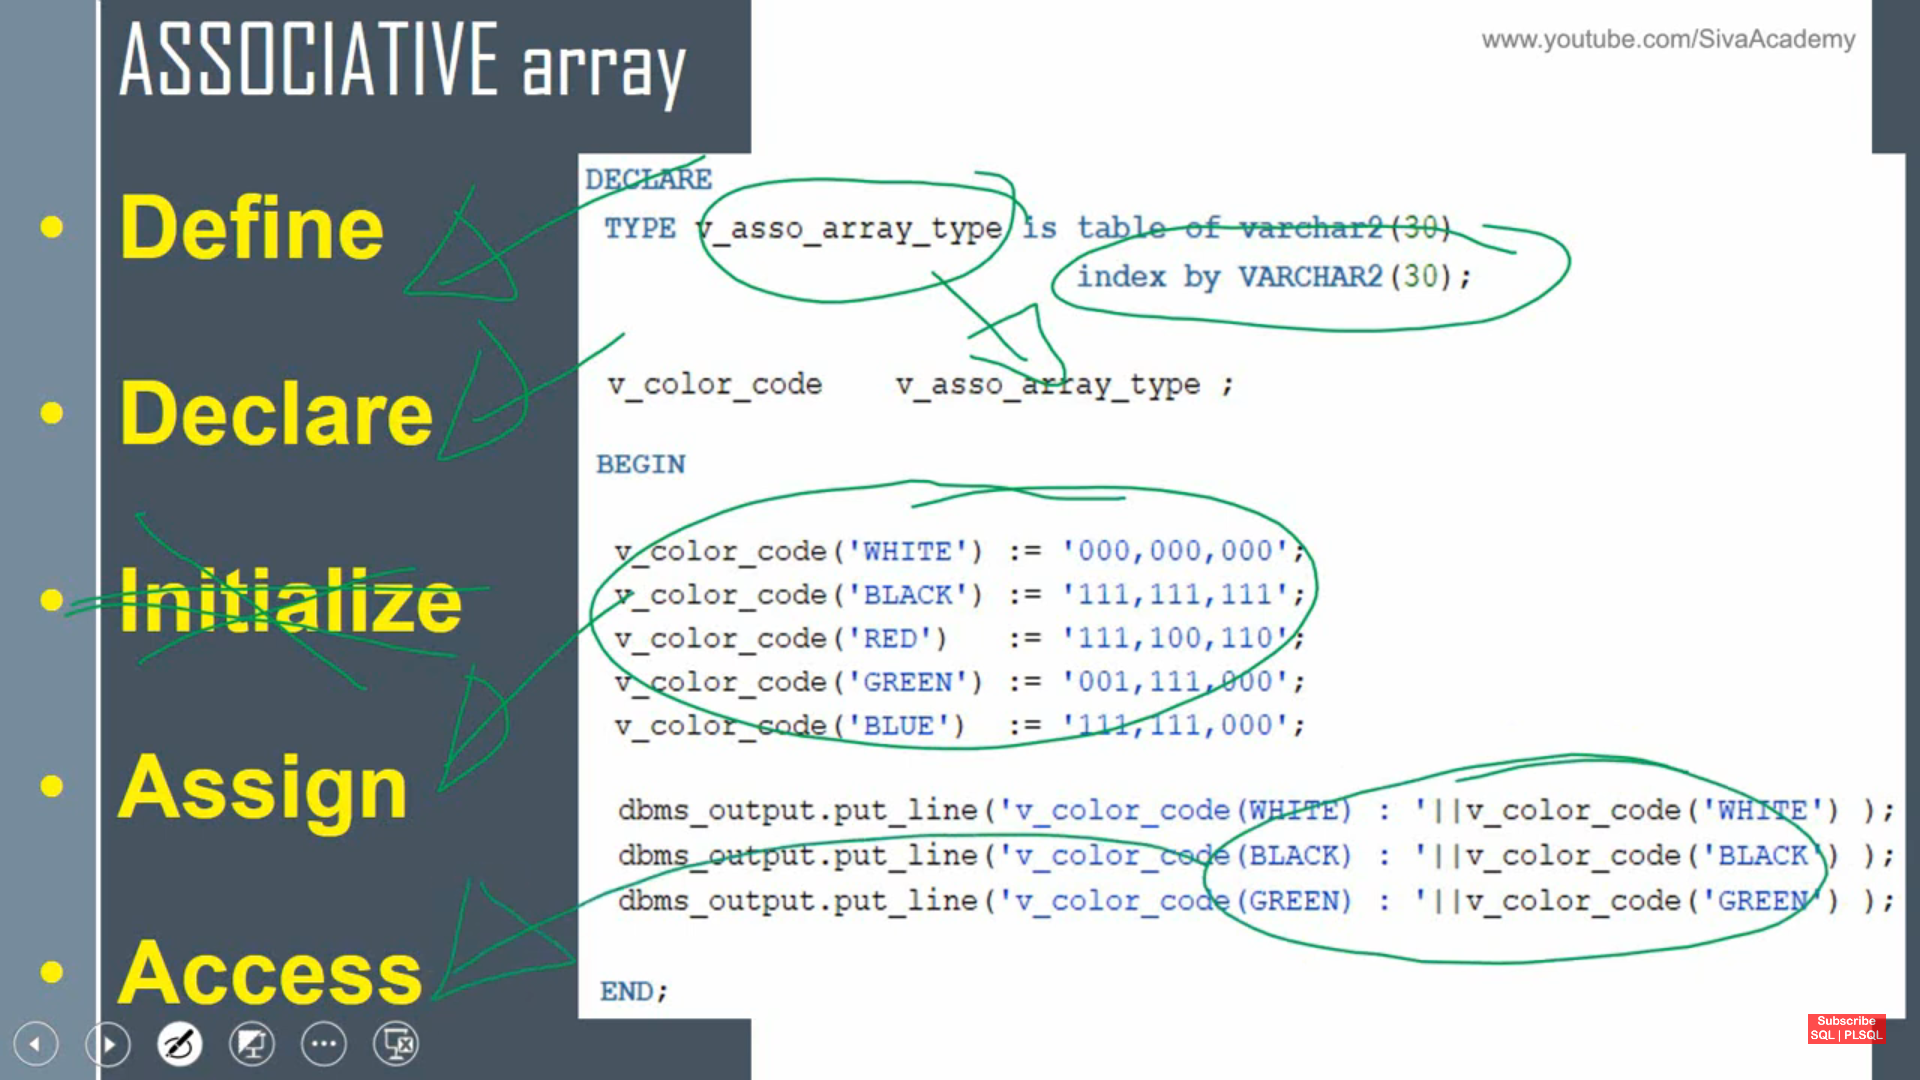 ASSOCIATIVE array
www.youtube.com/SivaAcademy
• Define
• Declare
• Initialize
• Assign
• Access
DECLARE
TYPE v_asso_array_type is table of varchar2(30)
index by VARCHAR2(30);
v_color_code v_asso_array_type ;
BEGIN
v_color_code('WHITE') := '000,000,000';
v_color_code('BLACK') := '111,111,111';
v_color_code('RED') := '111,100,110';
v_color_code('GREEN') := '001,111,000';
v_color_code('BLUE') := '111,111,000';
dbms_output.put_line('v_color_code(WHITE) : '||v_color_code('WHITE') );
dbms_output.put_line('v_color_code(BLACK) : '||v_color_code('BLACK') );
dbms_output.put_line('v_color_code(GREEN) : '||v_color_code('GREEN') );
END;
Subscribe
SQL | PLSQL